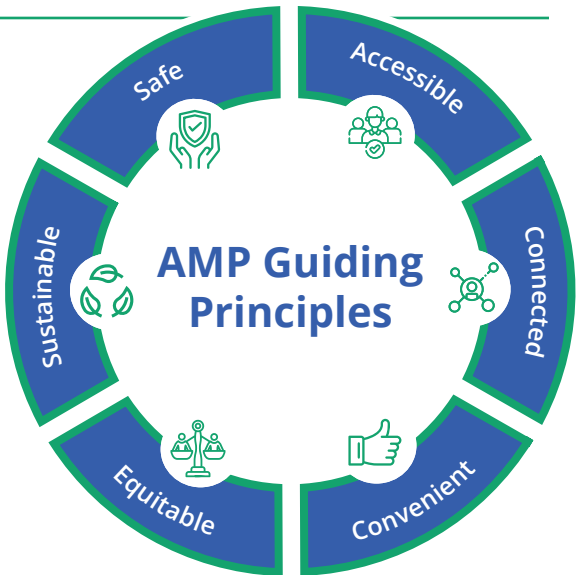 AMP Guiding
Principles
Safe
Accessible
Connected
Convenient
Equitable
Sustainable